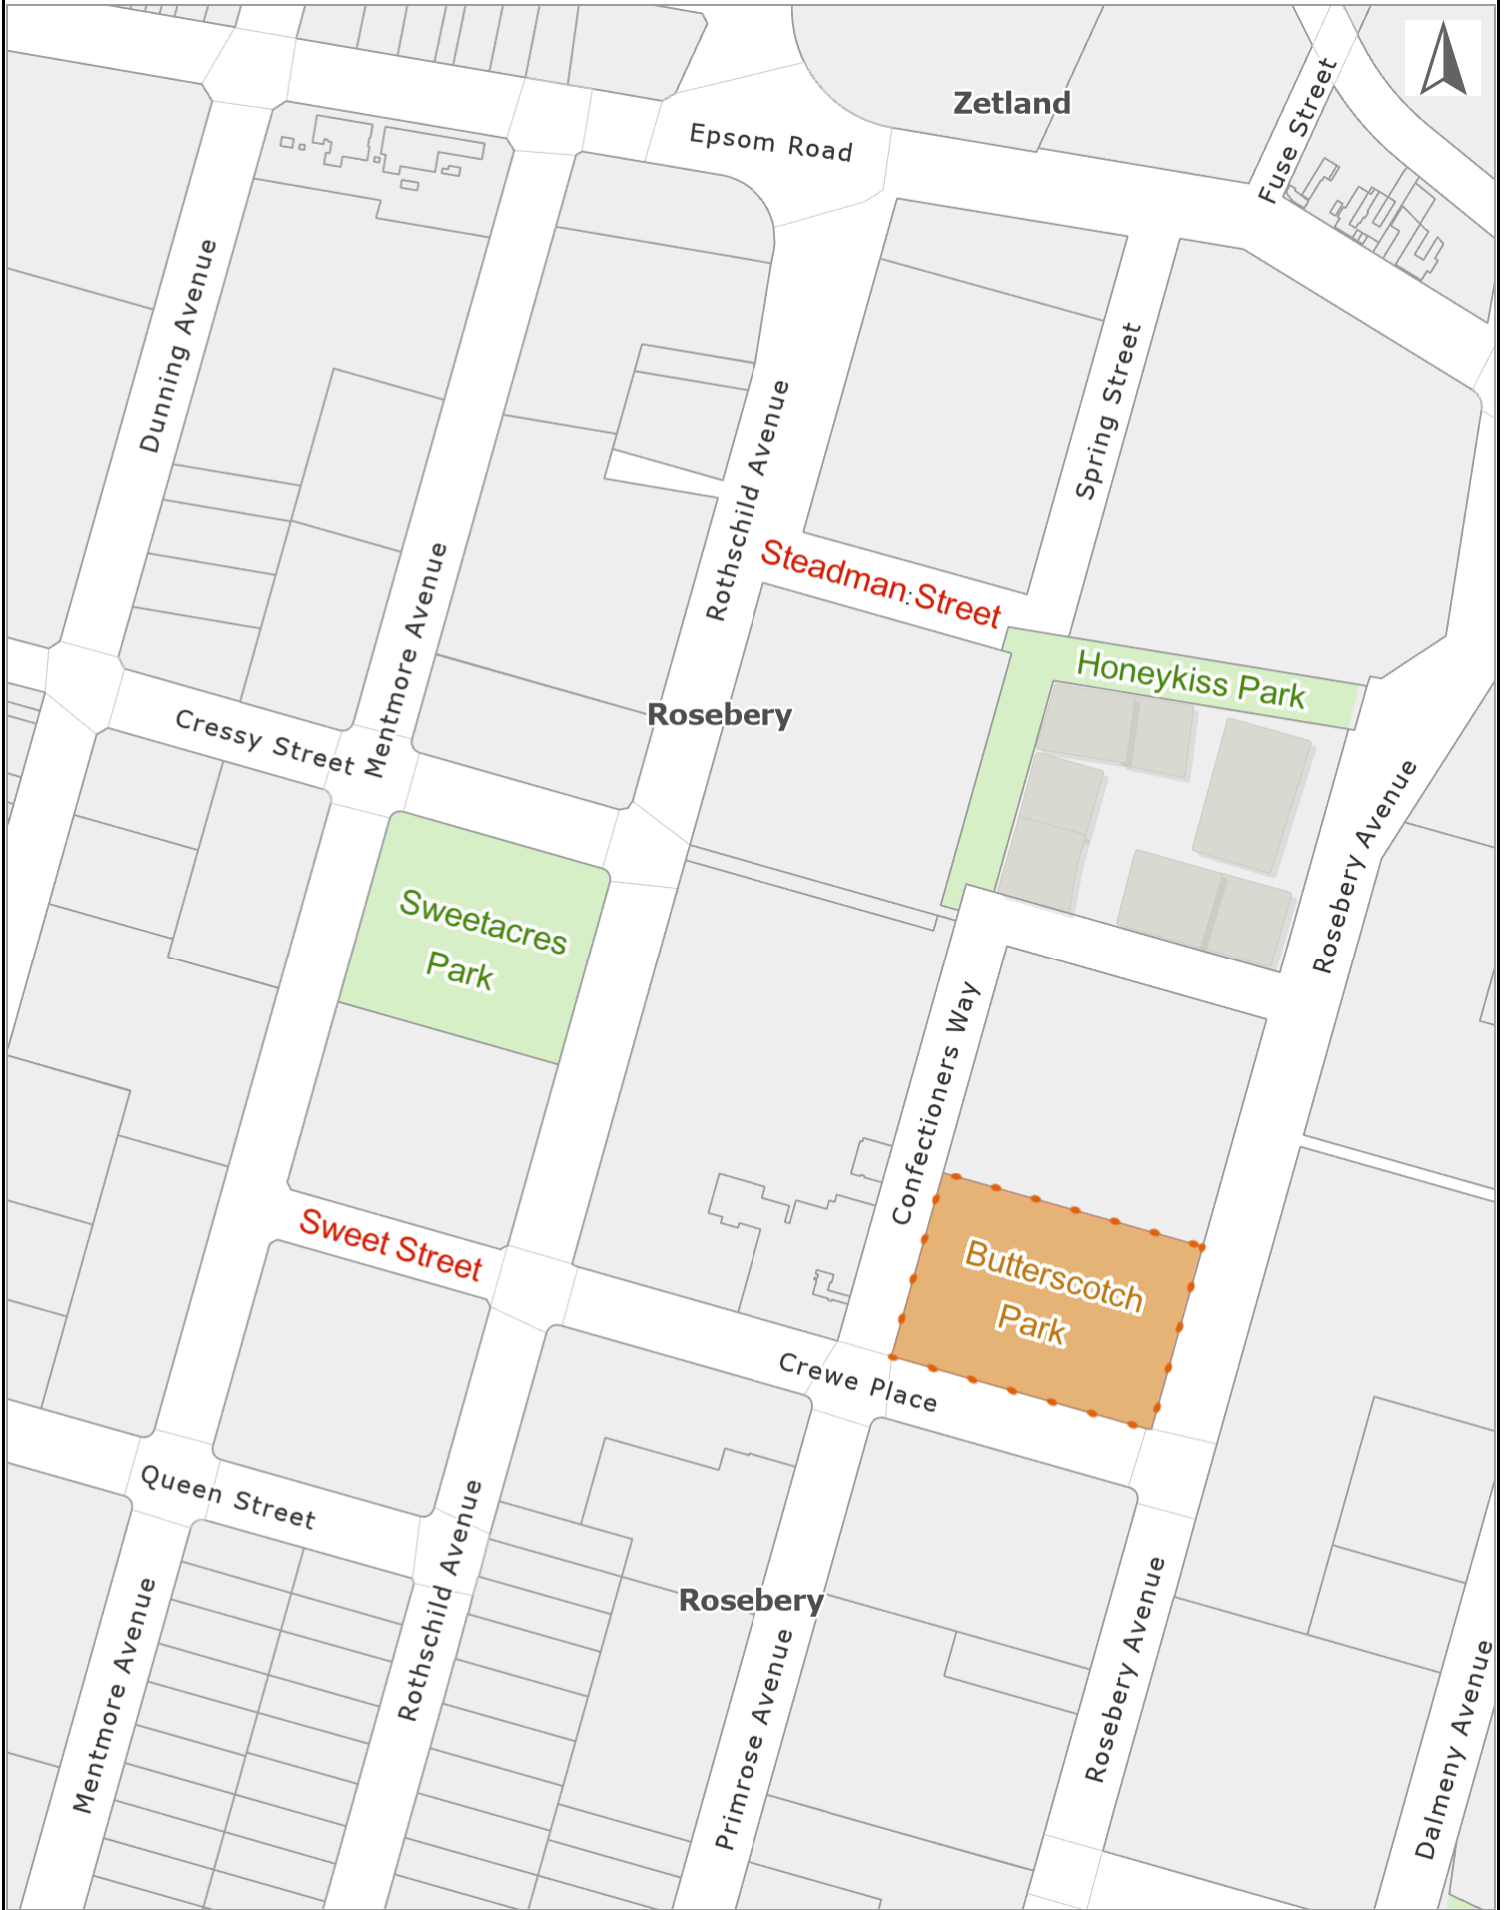 Zetland
Epsom Road
Fuse Street
Dunning Avenue
Spring Street
Rothschild Avenue
Steadman Street
Mentmore Avenue
Honeykiss Park
Rosebery
Cressy Street
Rosebery Avenue
Sweetacres
Park
Confectioners Way
Sweet Street
Butterscotch
Park
Crewe Place
Queen Street
Rothschild Avenue
Rosebery
Mentmore Avenue
Rosebery Avenue
Primrose Avenue
Dalmeny Avenue